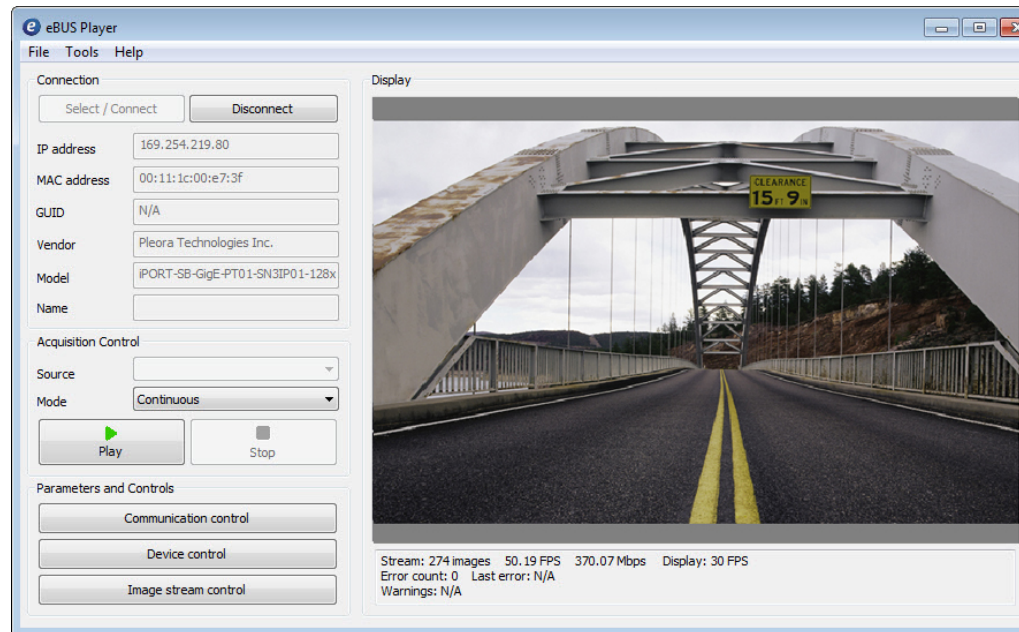 eBUS Player
File Tools Help
Connection
Select / Connect Disconnect
IP address 169.254.219.80
MAC address 00:11:1c:00:e7:3f
GUID N/A
Vendor Pleora Technologies Inc.
Model iPORT-SB-GigE-PT01-SN3IP01-128x
Name
Acquisition Control
Source
Mode Continuous
Play Stop
Parameters and Controls
Communication control
Device control
Image stream control
Display
CLEARANCE
15 FT 9 IN
Stream: 274 images 50.19 FPS 370.07 Mbps Display: 30 FPS
Error count: 0 Last error: N/A
Warnings: N/A